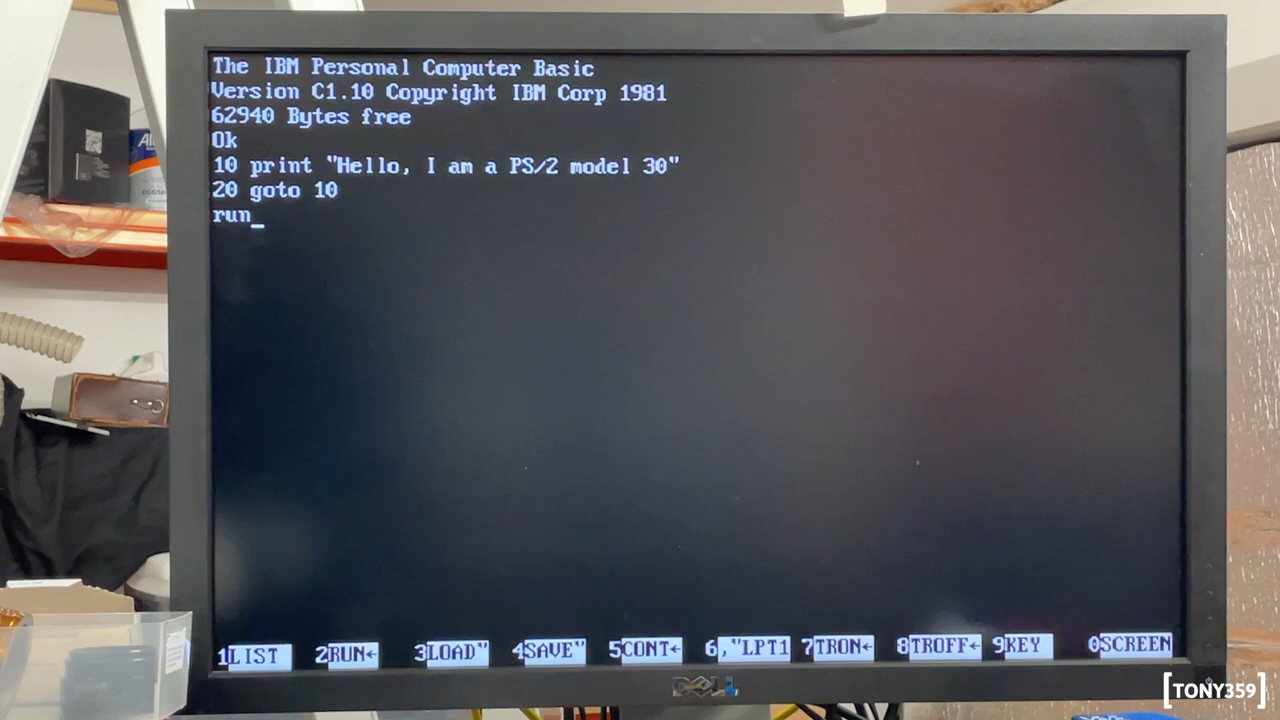 The IBM Personal Computer Basic
Version C1.10 Copyright IBM Corp 1981
62940 Bytes free
Ok
10 print "Hello, I am a PS/2 model 30"
20 goto 10
run_
1LIST 2RUN← 3LOAD" 4SAVE" 5CONT← 6,"LPT1 7TRON← 8TROFF← 9KEY 0SCREEN
DELL
[TONY359]